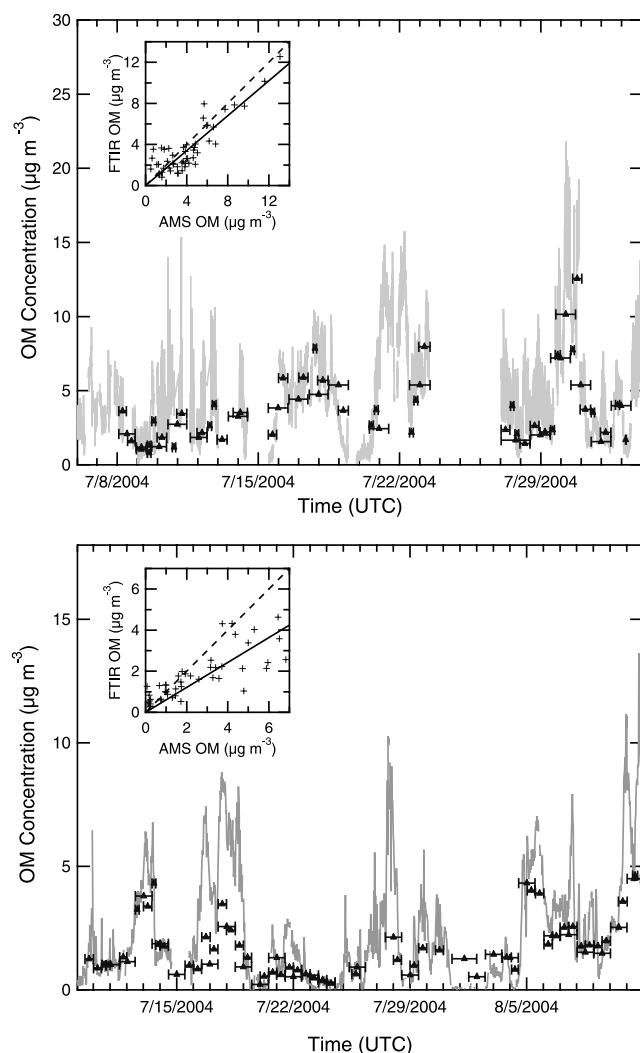 30
25
20
15
10
5
0
OM Concentration (µg m⁻³)
12
8
4
0
FTIR OM (µg m⁻³)
0 4 8 12
AMS OM (µg m⁻³)
7/8/2004 7/15/2004 7/22/2004 7/29/2004
Time (UTC)
15
10
5
0
OM Concentration (µg m⁻³)
6
4
2
0
FTIR OM (µg m⁻³)
0 2 4 6
AMS OM (µg m⁻³)
7/15/2004 7/22/2004 7/29/2004 8/5/2004
Time (UTC)